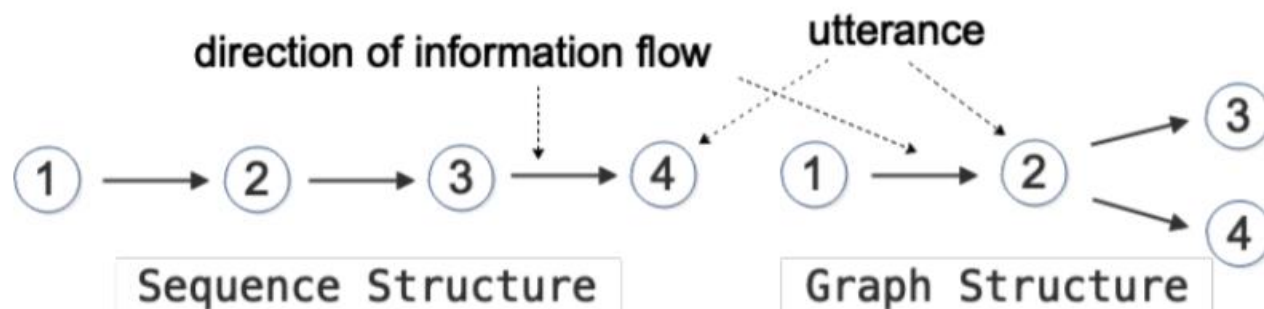 direction of information flow
utterance
1
2
3
4
1
2
3
4
Sequence Structure
Graph Structure